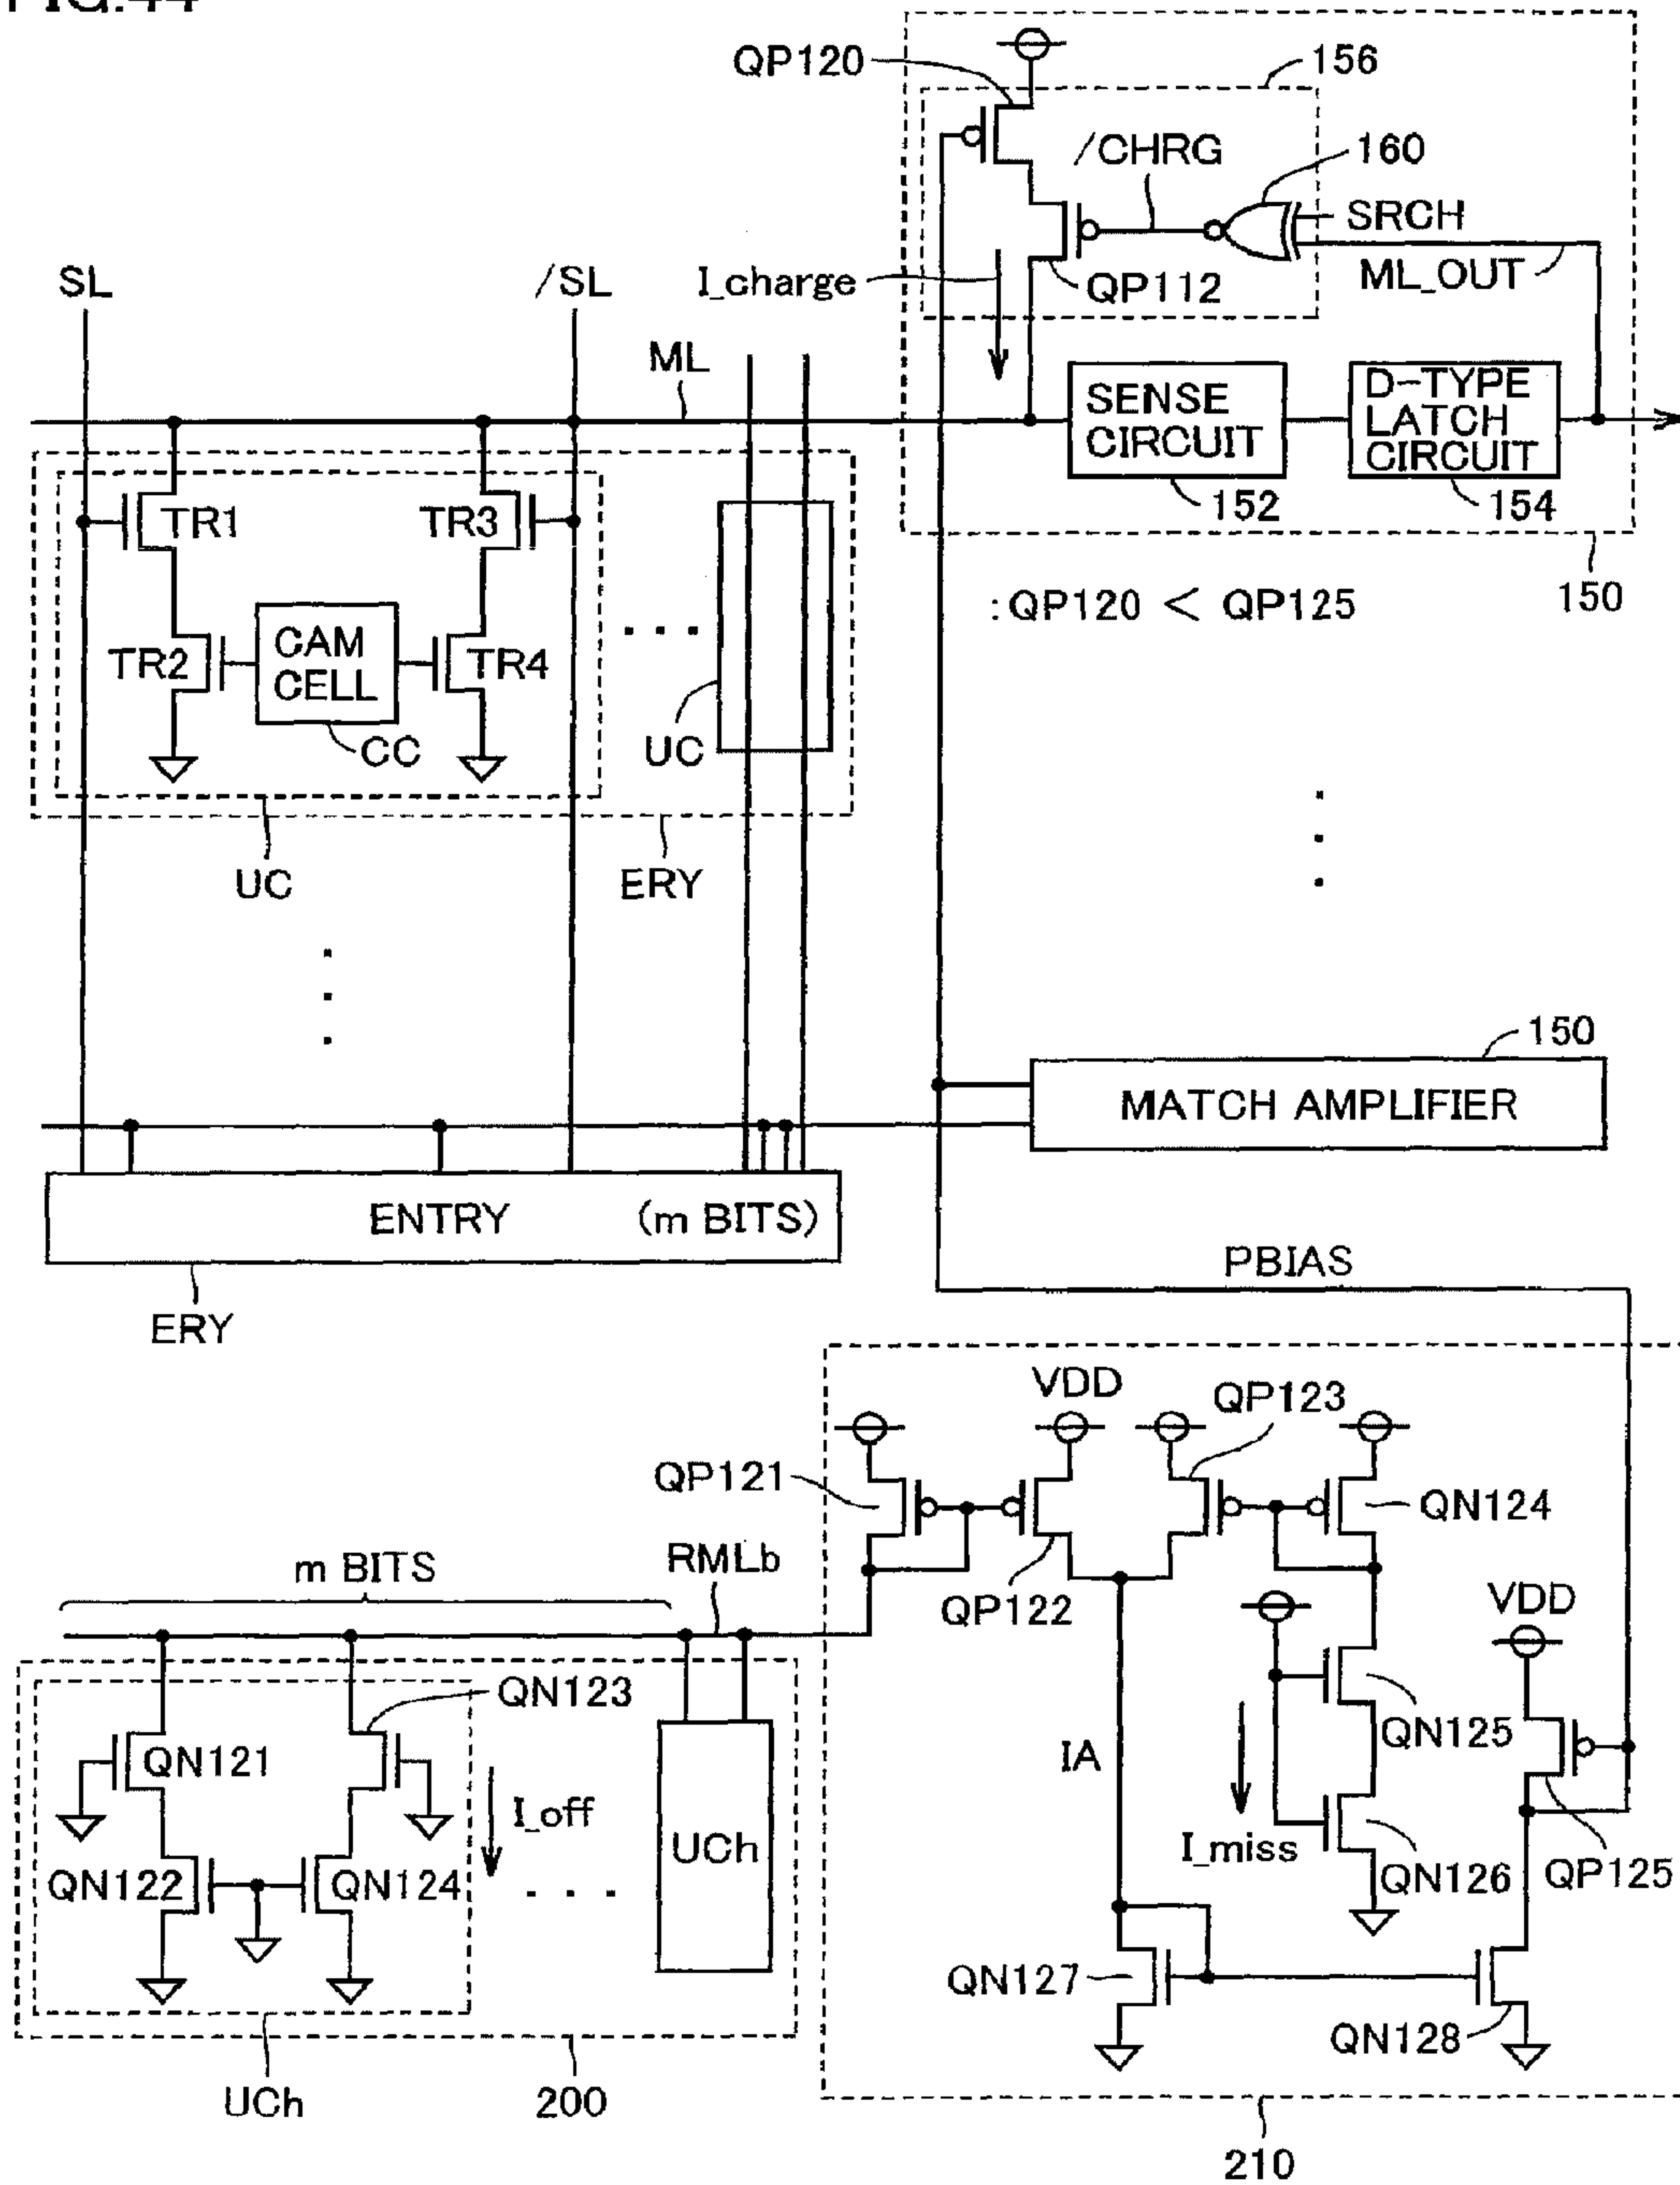 FIG.44
QP120
156
/CHRG
160
SRCH
ML_OUT
I_charge
QP112
SL
/SL
ML
SENSE
CIRCUIT
D-TYPE
LATCH
CIRCUIT
152
154
150
:QP120 < QP125
TR1
TR3
TR2
CAM
CELL
TR4
CC
UC
UC
ERY
150
MATCH AMPLIFIER
ENTRY (m BITS)
ERY
PBIAS
VDD
QP123
QP121
QN124
QP122
RMLb
m BITS
VDD
QN123
QN121
I_off
QN122
QN124
UCh
IA
I_miss
QN125
QN126
QP125
QN127
QN128
UCh
200
210